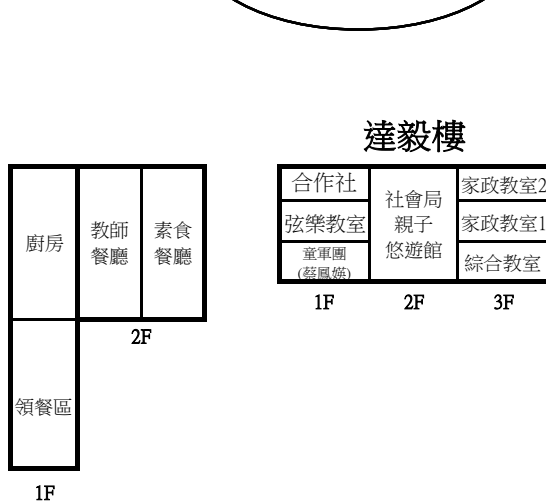 達毅樓
合作社
弦樂教室
童軍團
(蔡鳳媖)
1F
社會局
親子
悠遊館
2F
家政教室2
家政教室1
綜合教室
3F
廚房
教師
餐廳
素食
餐廳
2F
領餐區
1F